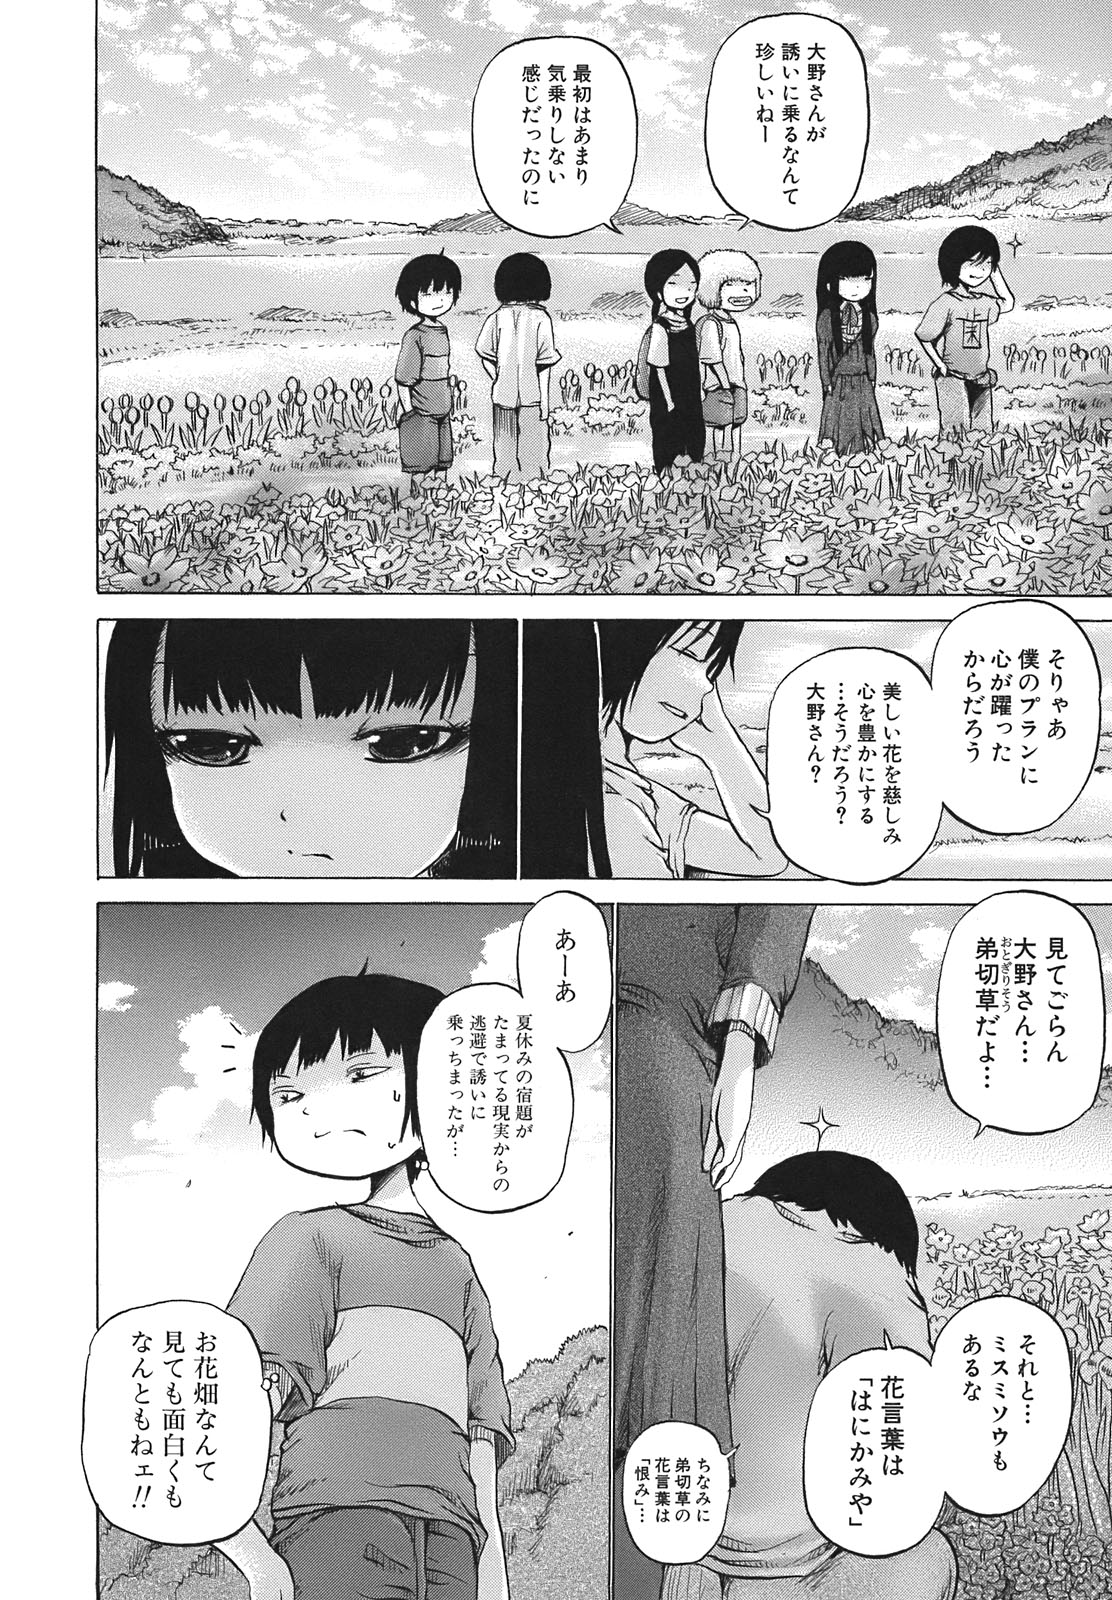 大野さんが
誘いに乗るなんて
珍しいねー
最初はあまり
気乗りしない
感じだったのに
歯
そりゃあ
僕のプランに
心が躍った
からだろう
美しい花を慈しみ
心を豊かにする
…そうだろう？
大野さん？
見てごらん
大野さん…
おとぎりそう
弟切草だよ…
それと…
ミスミソウも
あるな
花言葉は
「はにかみや」
ちなみに
弟切草の
花言葉は
「恨み」…
あーあ
夏休みの宿題が
たまってる現実からの
逃避で誘いに
乗っちまったが…
お花畑なんて
見ても面白くも
なんともねェ!!